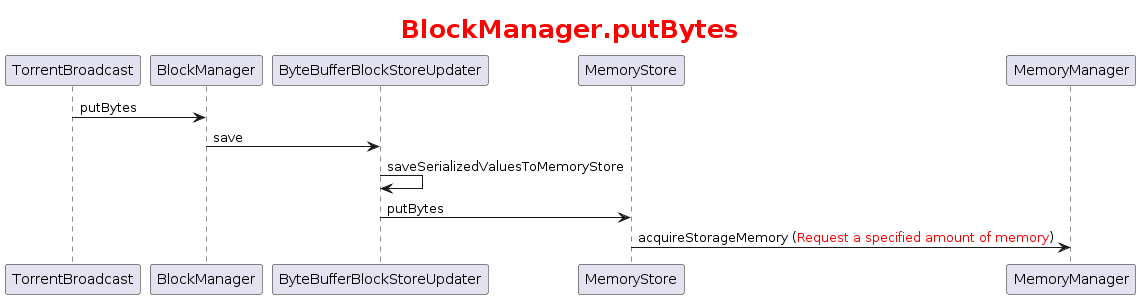 BlockManager.putBytes
TorrentBroadcast BlockManager ByteBufferBlockStoreUpdater MemoryStore MemoryManager
putBytes
save
saveSerializedValuesToMemoryStore
putBytes
acquireStorageMemory (Request a specified amount of memory)
TorrentBroadcast BlockManager ByteBufferBlockStoreUpdater MemoryStore MemoryManager